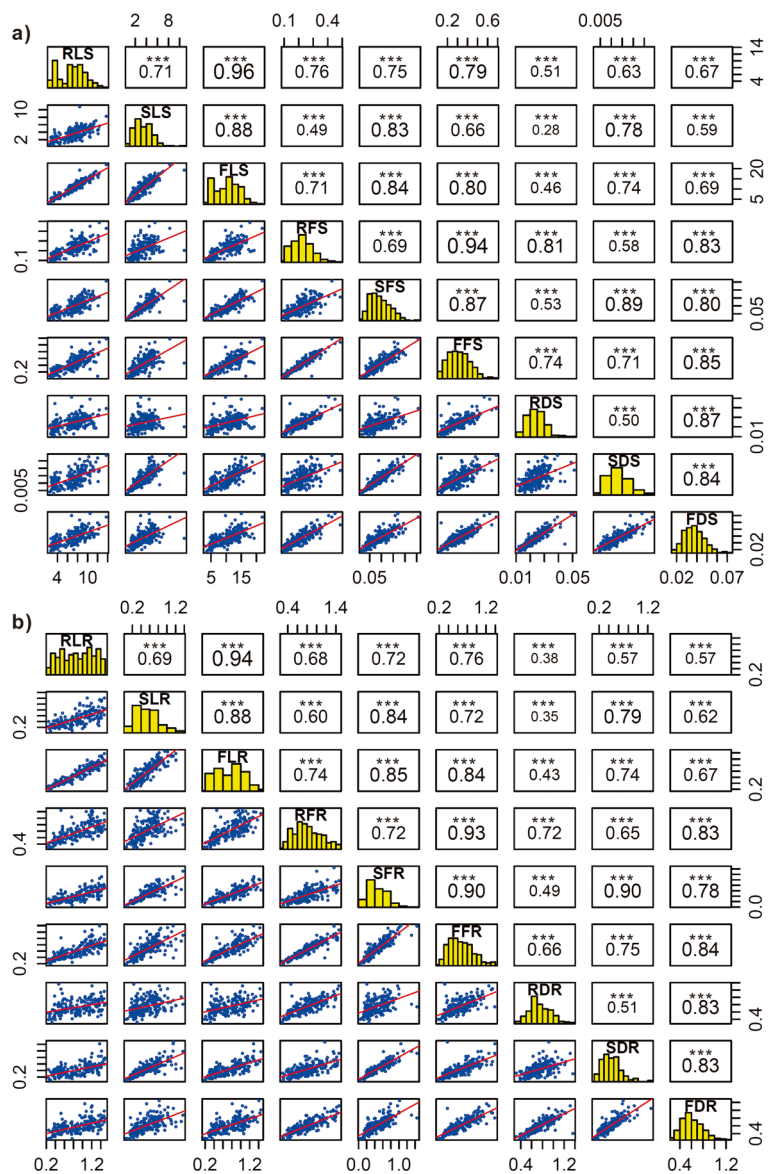 2 8 0.1 0.4 0.2 0.6 0.005
a)
RLS *** 0.71 *** 0.96 *** 0.76 *** 0.75 *** 0.79 *** 0.51 *** 0.63 *** 0.67 4 14
2 10 SLS *** 0.88 *** 0.49 *** 0.83 *** 0.66 *** 0.28 *** 0.78 *** 0.59
FLS *** 0.71 *** 0.84 *** 0.80 *** 0.46 *** 0.74 *** 0.69 5 20
0.1 RFS *** 0.69 *** 0.94 *** 0.81 *** 0.58 *** 0.83
SFS *** 0.87 *** 0.53 *** 0.89 *** 0.80 0.05
0.2 FFS *** 0.74 *** 0.71 *** 0.85
RDS *** 0.50 *** 0.87 0.01
0.005 SDS *** 0.84
FDS 0.02
4 10 5 15 0.05 0.01 0.05 0.02 0.07
0.2 1.2 0.4 1.4 0.2 1.2 0.2 1.2
b)
RLR *** 0.69 *** 0.94 *** 0.68 *** 0.72 *** 0.76 *** 0.38 *** 0.57 *** 0.57 0.2
0.2 SLR *** 0.88 *** 0.60 *** 0.84 *** 0.72 *** 0.35 *** 0.79 *** 0.62
FLR *** 0.74 *** 0.85 *** 0.84 *** 0.43 *** 0.74 *** 0.67 0.2
0.4 RFR *** 0.72 *** 0.93 *** 0.72 *** 0.65 *** 0.83
SFR *** 0.90 *** 0.49 *** 0.90 *** 0.78 0.0
0.2 FFR *** 0.66 *** 0.75 *** 0.84
RDR *** 0.51 *** 0.83 0.4
0.2 SDR *** 0.83
FDR 0.4
0.2 1.2 0.2 1.2 0.0 1.0 0.4 1.2 0.4 1.2